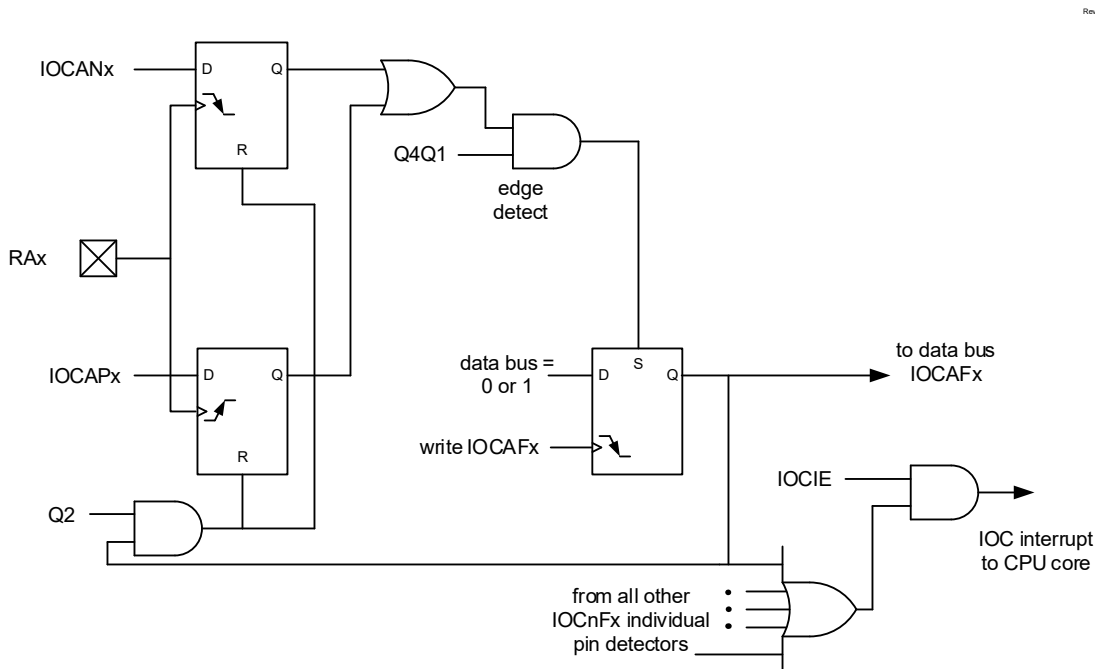 Rev
IOCANx
D
Q
R
Q4Q1
edge
detect
RAx
IOCAPx
D
Q
R
data bus =
0 or 1
D
S
Q
to data bus
IOCAFx
write IOCAFx
IOCIE
Q2
IOC interrupt
to CPU core
from all other
IOCnFx individual
pin detectors